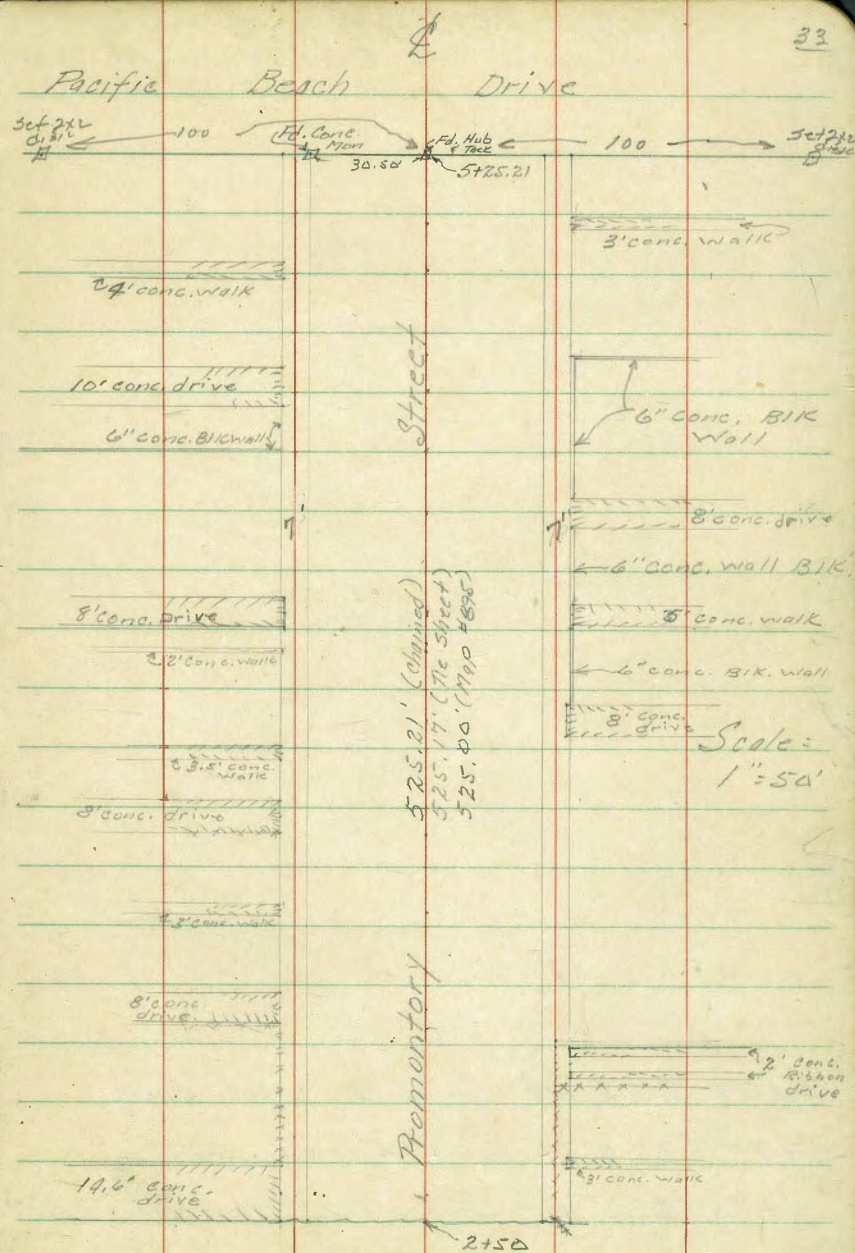 33
℄
Pacific Beach Drive
Set 2x2
100
Fd. Conc.
Mon
Fd. Hub
& Tack
100
Set 2x2
30.50
5+25.21
3' conc. walk
4' conc. walk
10' conc. drive
6" conc. Blk wall
Street
6" conc. Blk
Wall
7'
7'
8' conc. drive
6" conc. wall Blk.
8' conc. Drive
5' conc. walk
2' conc. walk
6" conc. Blk. wall
525.21' (chained)
525.17' (Tie Sheet)
525.00' (Map #895)
8' conc.
drive
Scale =
1" = 50'
3.5' conc.
walk
8' conc. drive
3' conc. walk
Promontory
8' conc
drive
2' conc.
Ribbon
drive
14.6' conc.
drive
3' conc. walk
2+50